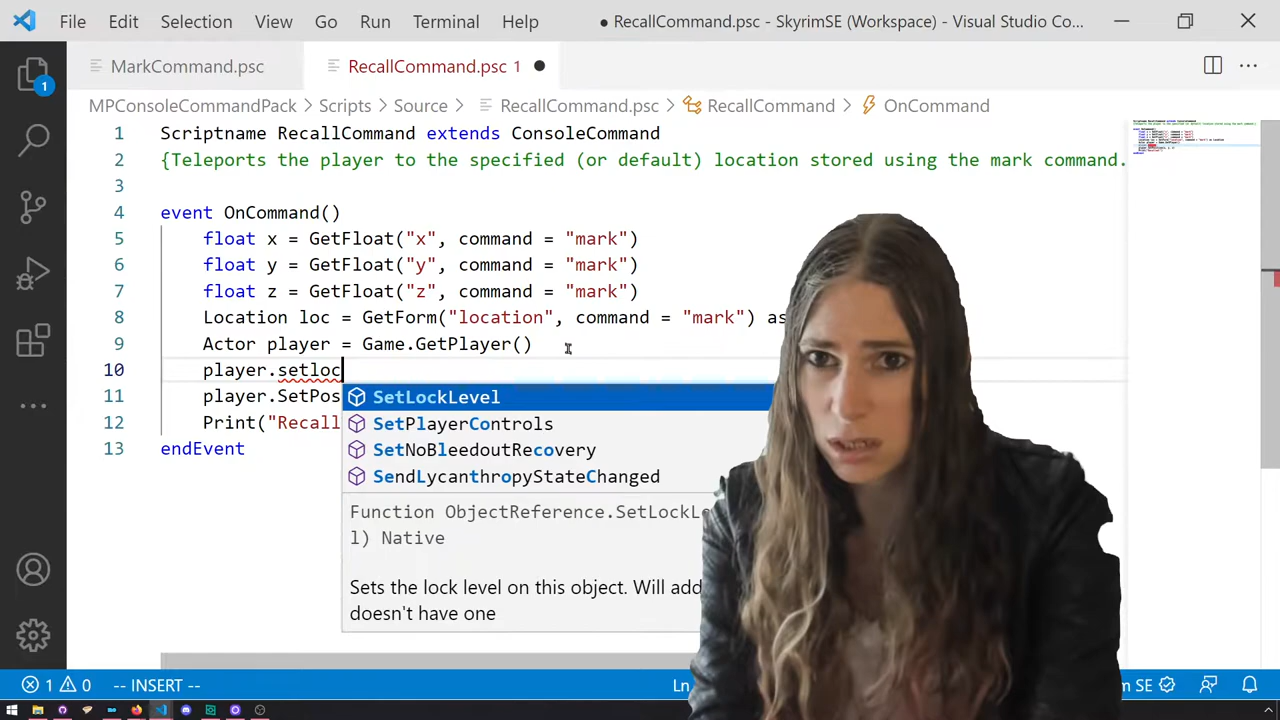 File Edit Selection View Go Run Terminal Help ● RecallCommand.psc - SkyrimSE (Workspace) - Visual Studio Co...
MarkCommand.psc RecallCommand.psc 1 ●
MPConsoleCommandPack > Scripts > Source > RecallCommand.psc > RecallCommand > OnCommand
1 Scriptname RecallCommand extends ConsoleCommand
2 {Teleports the player to the specified (or default) location stored using the mark command.
3
4 event OnCommand()
5 float x = GetFloat("x", command = "mark")
6 float y = GetFloat("y", command = "mark")
7 float z = GetFloat("z", command = "mark")
8 Location loc = GetForm("location", command = "mark") as
9 Actor player = Game.GetPlayer()
10 player.setloc
11 player.SetPos
12 Print("Recall
13 endEvent
SetLockLevel
SetPlayerControls
SetNoBleedoutRecovery
SendLycanthropyStateChanged
Function ObjectReference.SetLockLe
l) Native
Sets the lock level on this object. Will add
doesn't have one
1
1 0 -- INSERT -- Ln
SE